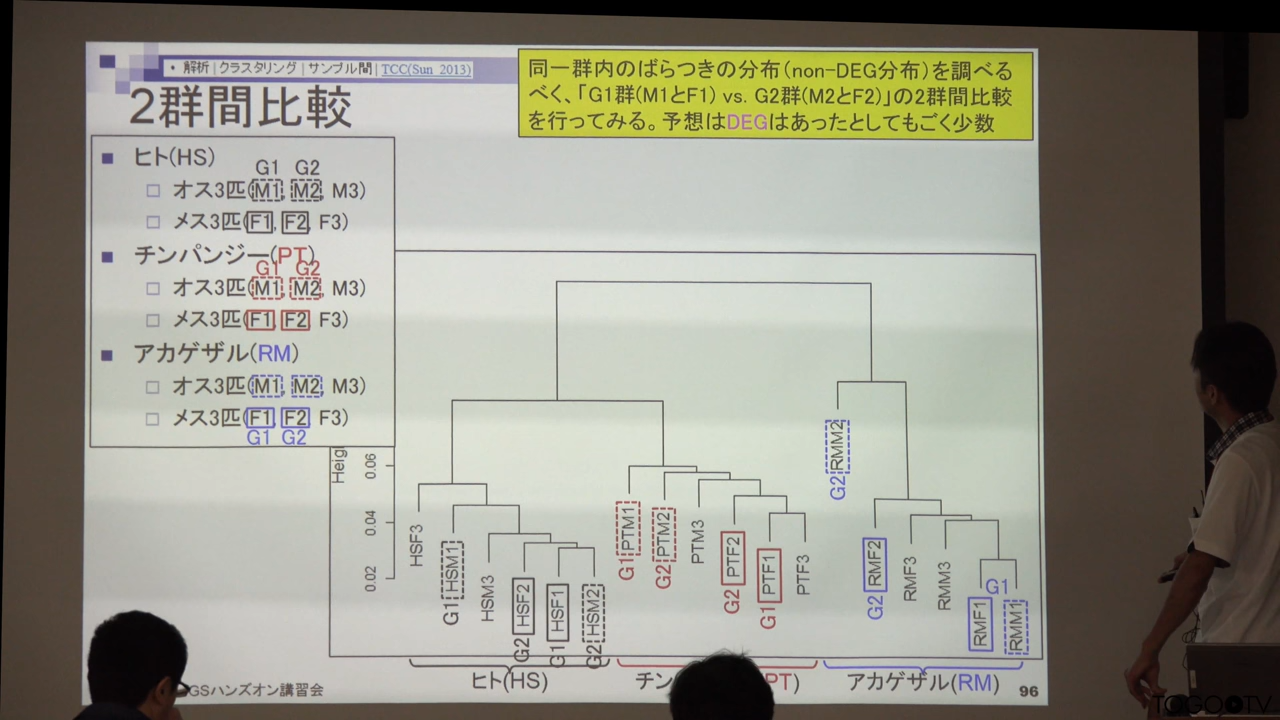 ・ 解析 | クラスタリング | サンプル間 | TCC(Sun_2013)
2群間比較
同一群内のばらつきの分布(non-DEG分布)を調べる
べく、「G1群(M1とF1) vs. G2群(M2とF2)」の2群間比較
を行ってみる。予想はDEGはあったとしてもごく少数
ヒト(HS)
G1 G2
オス3匹(M1, M2, M3)
メス3匹(F1, F2, F3)
チンパンジー(PT)
G1 G2
オス3匹(M1, M2, M3)
メス3匹(F1, F2, F3)
アカゲザル(RM)
オス3匹(M1, M2, M3)
メス3匹(F1, F2, F3)
G1 G2
Heig
0.06
0.04
0.02
HSF3
G1 HSM1
HSM3
G2 HSF2
G1 HSF1
G2 HSM2
G1 PTM1
G2 PTM2
PTM3
G2 PTF2
G1 PTF1
PTF3
G2 RMM2
G2 RMF2
RMF3
RMM3
G1
RMF1
RMM1
ヒト(HS)
チン
PT)
アカゲザル(RM)
GSハンズオン講習会
96
TOGOTV